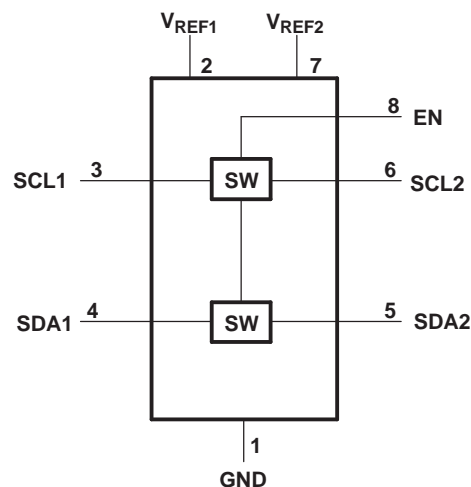 VREF1 VREF2
2 7
8 EN
SCL1 3 SW 6 SCL2
SDA1 4 SW 5 SDA2
1
GND